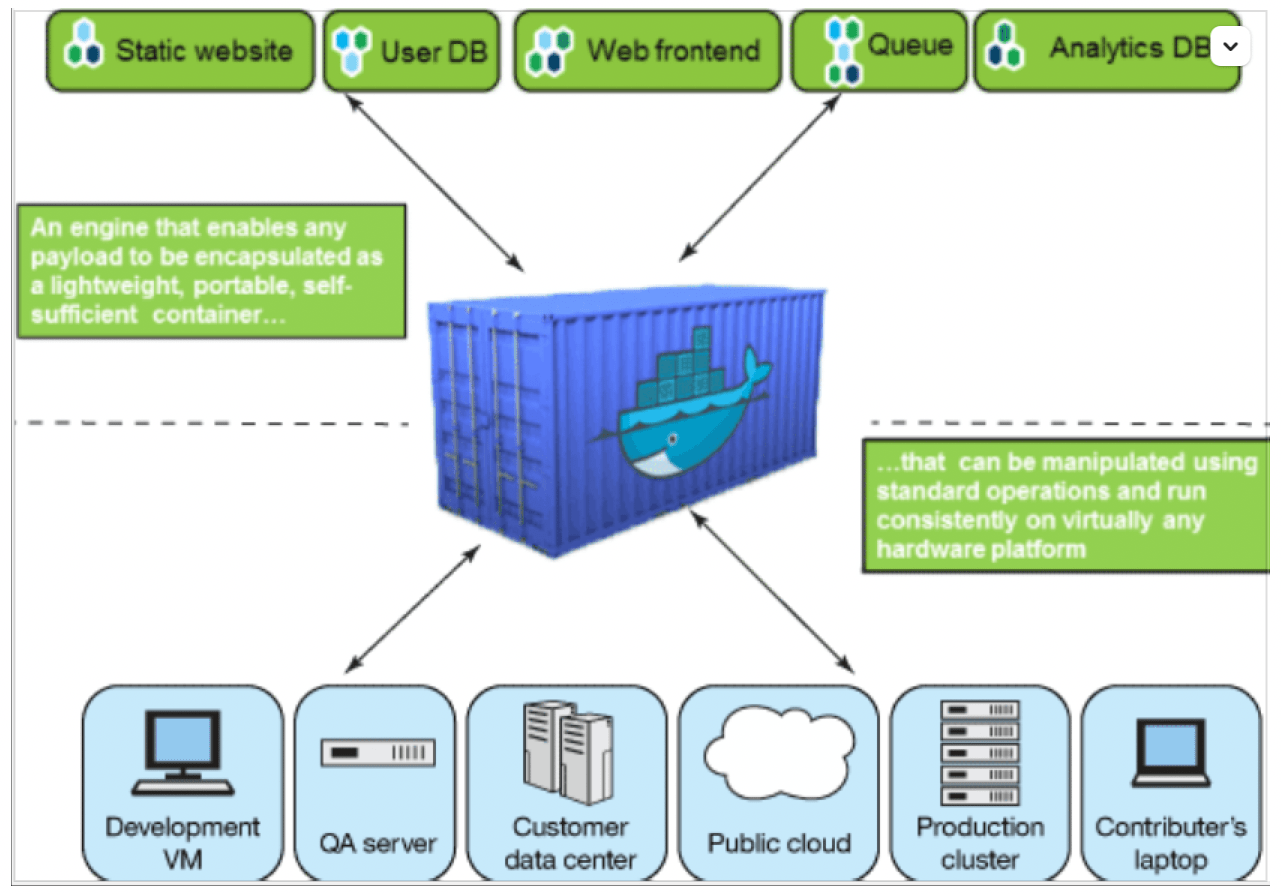 Static website
User DB
Web frontend
Queue
Analytics DB
An engine that enables any
payload to be encapsulated as
a lightweight, portable, self-
sufficient container...
...that can be manipulated using
standard operations and run
consistently on virtually any
hardware platform
Development
VM
QA server
Customer
data center
Public cloud
Production
cluster
Contributer's
laptop